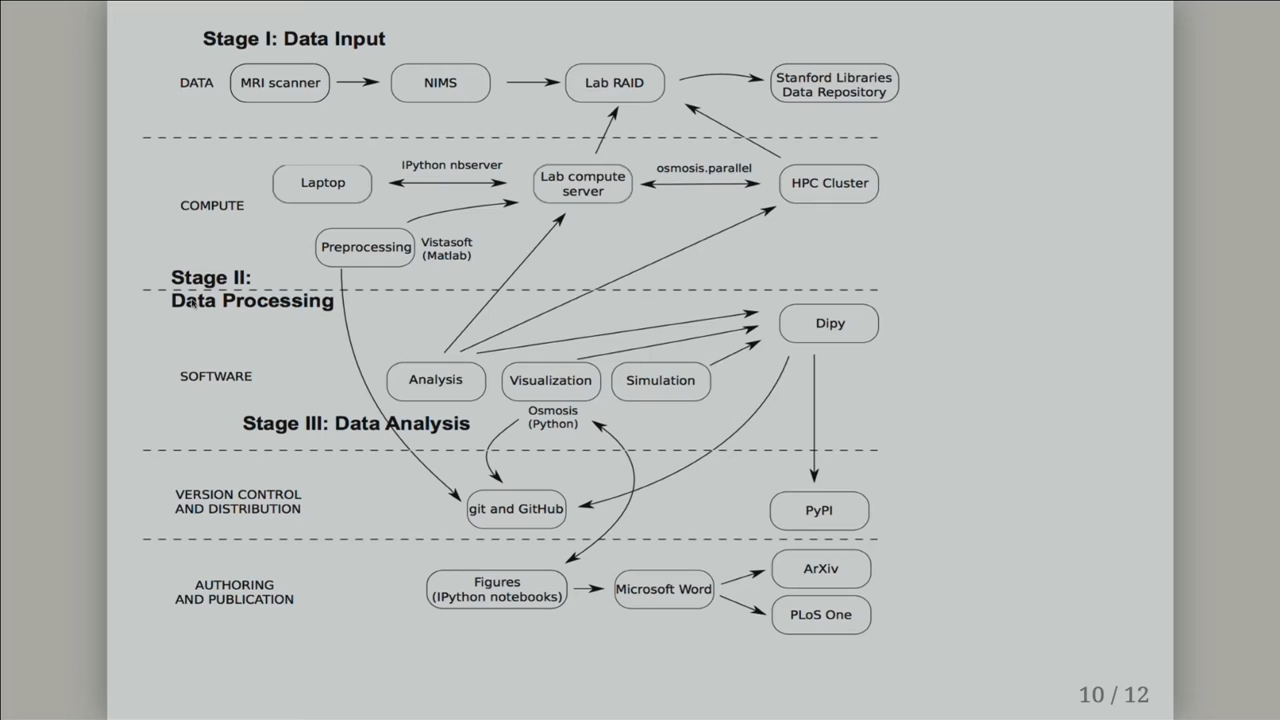 Stage I: Data Input
DATA
MRI scanner
NIMS
Lab RAID
Stanford Libraries
Data Repository
IPython nbserver
osmosis.parallel
Laptop
Lab compute
server
HPC Cluster
COMPUTE
Preprocessing
Vistasoft
(Matlab)
Stage II:
Data Processing
Dipy
SOFTWARE
Analysis
Visualization
Simulation
Osmosis
(Python)
Stage III: Data Analysis
VERSION CONTROL
AND DISTRIBUTION
git and GitHub
PyPI
AUTHORING
AND PUBLICATION
Figures
(IPython notebooks)
Microsoft Word
ArXiv
PLoS One
10 / 12